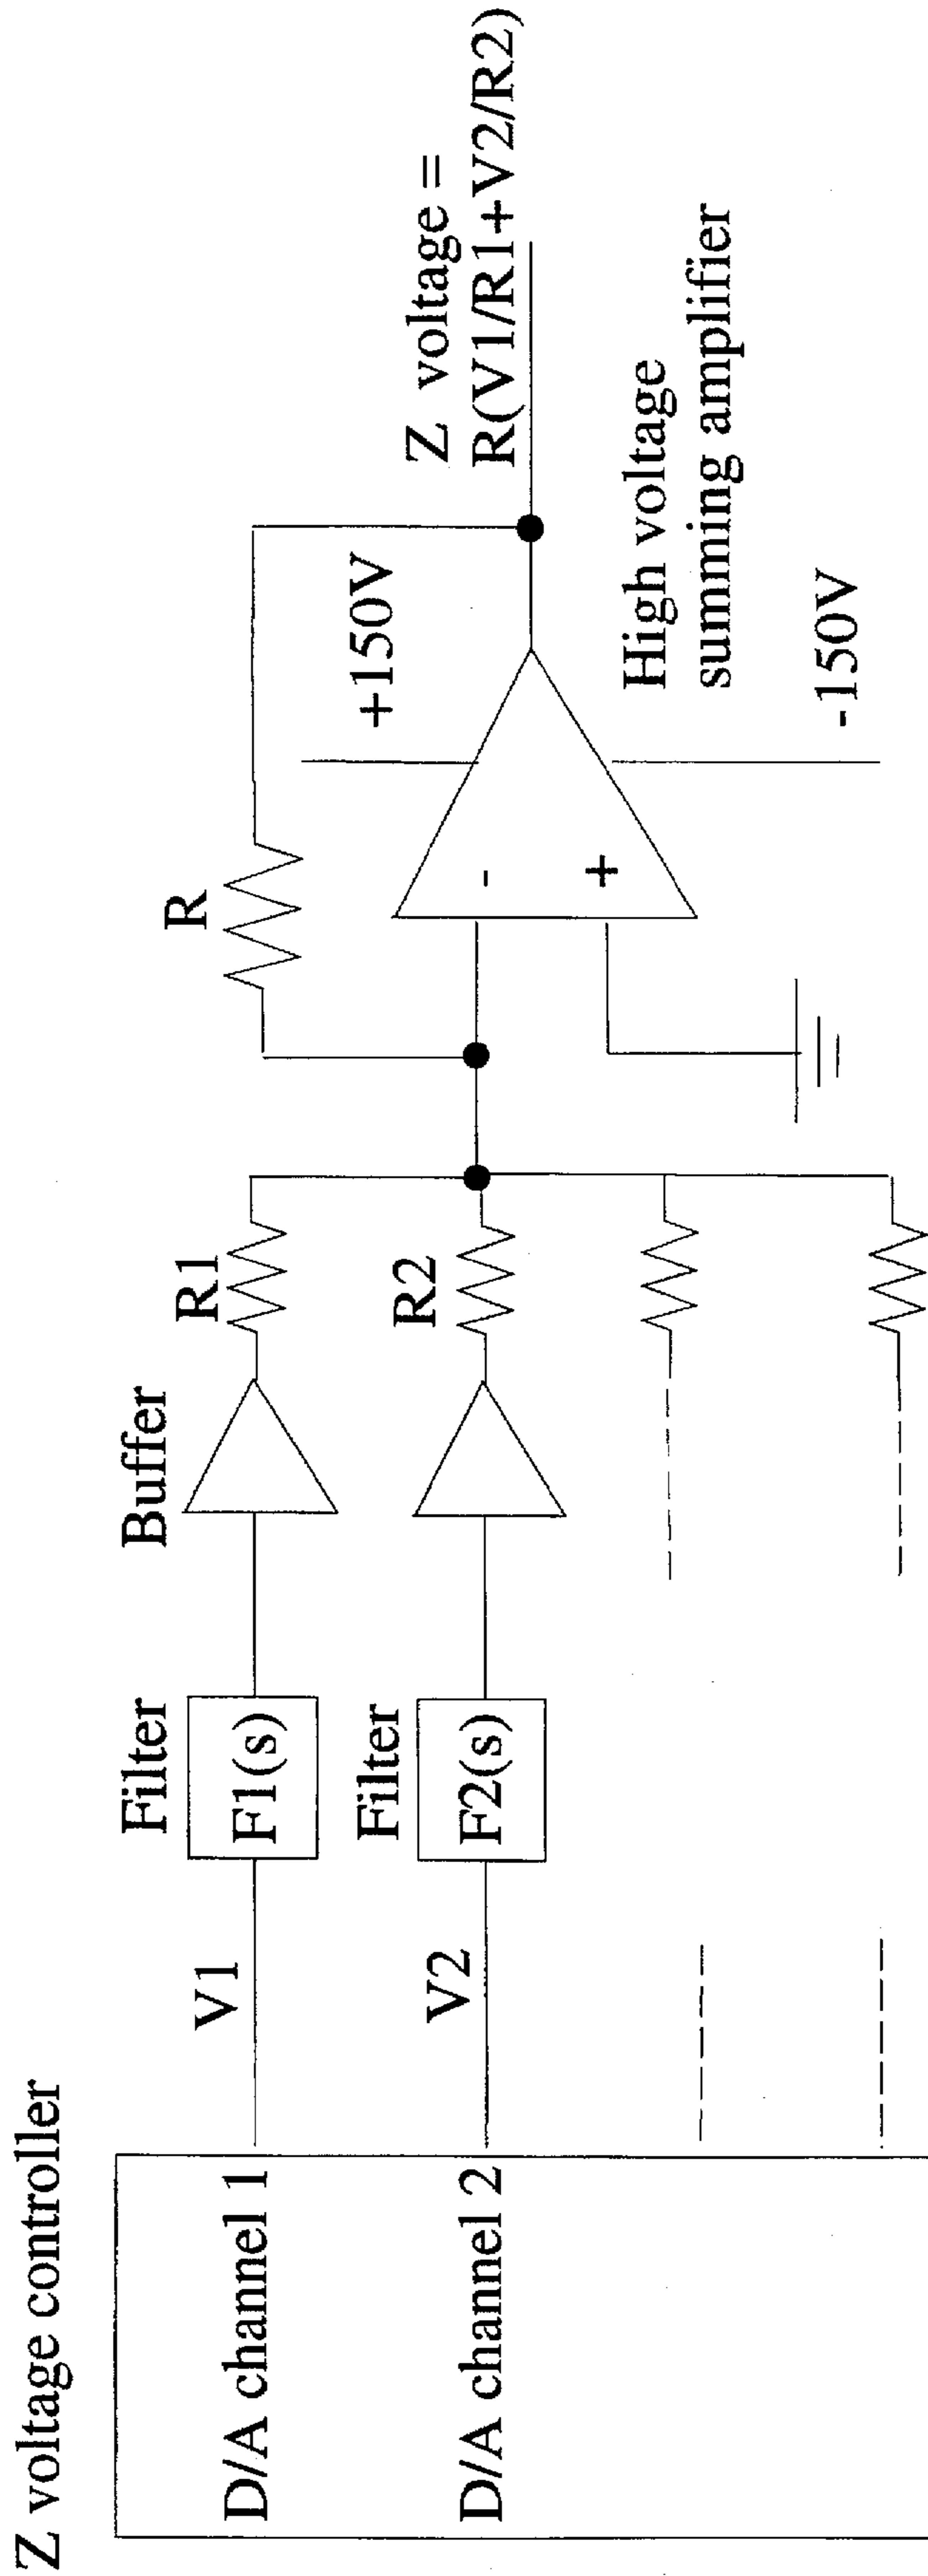 Z voltage controller
D/A channel 1
D/A channel 2
V1
V2
Filter
F1(s)
Filter
F2(s)
Buffer
R1
R2
R
-
+
+150V
-150V
High voltage
summing amplifier
Z voltage =
R(V1/R1+V2/R2)